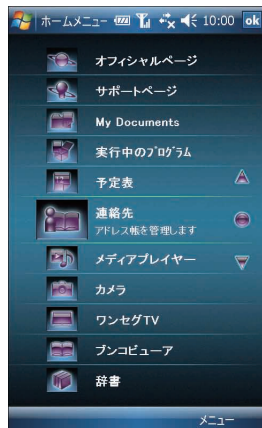 ホームメニュー 10:00 ok
オフィシャルページ
サポートページ
My Documents
実行中のプログラム
予定表
連絡先
アドレス帳を管理します
メディアプレイヤー
カメラ
ワンセグTV
ブンコビューア
辞書
メニュー